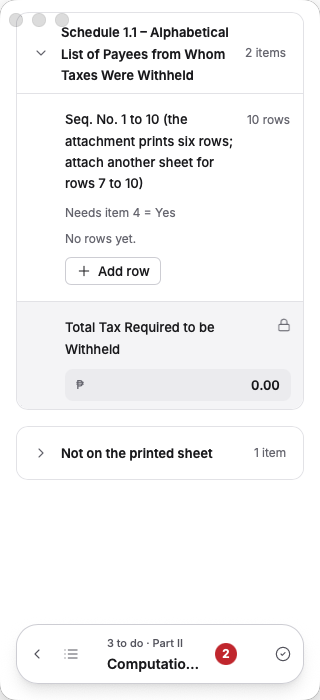 Schedule 1.1 – Alphabetical
List of Payees from Whom
Taxes Were Withheld
2 items
Seq. No. 1 to 10 (the
attachment prints six rows;
attach another sheet for
rows 7 to 10)
10 rows
Needs item 4 = Yes
No rows yet.
Add row
Total Tax Required to be
Withheld
₱ 0.00
Not on the printed sheet 1 item
3 to do · Part II
Computatio...
2